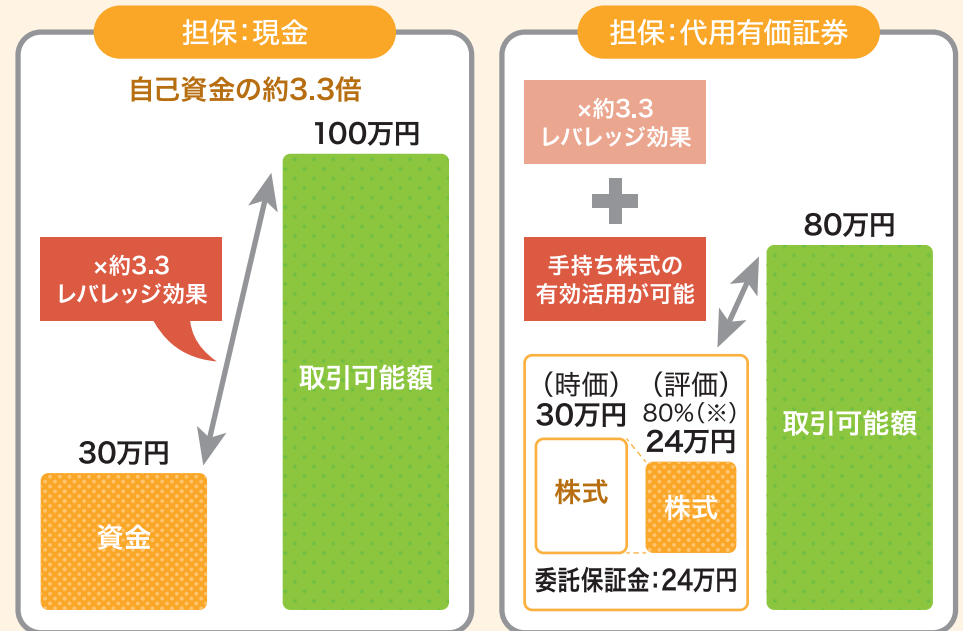 担保:現金
自己資金の約3.3倍
100万円
×約3.3
レバレッジ効果
取引可能額
30万円
資金
担保:代用有価証券
×約3.3
レバレッジ効果
手持ち株式の
有効活用が可能
80万円
(時価)
30万円
(評価)
80%(※)
24万円
株式
株式
委託保証金:24万円
取引可能額